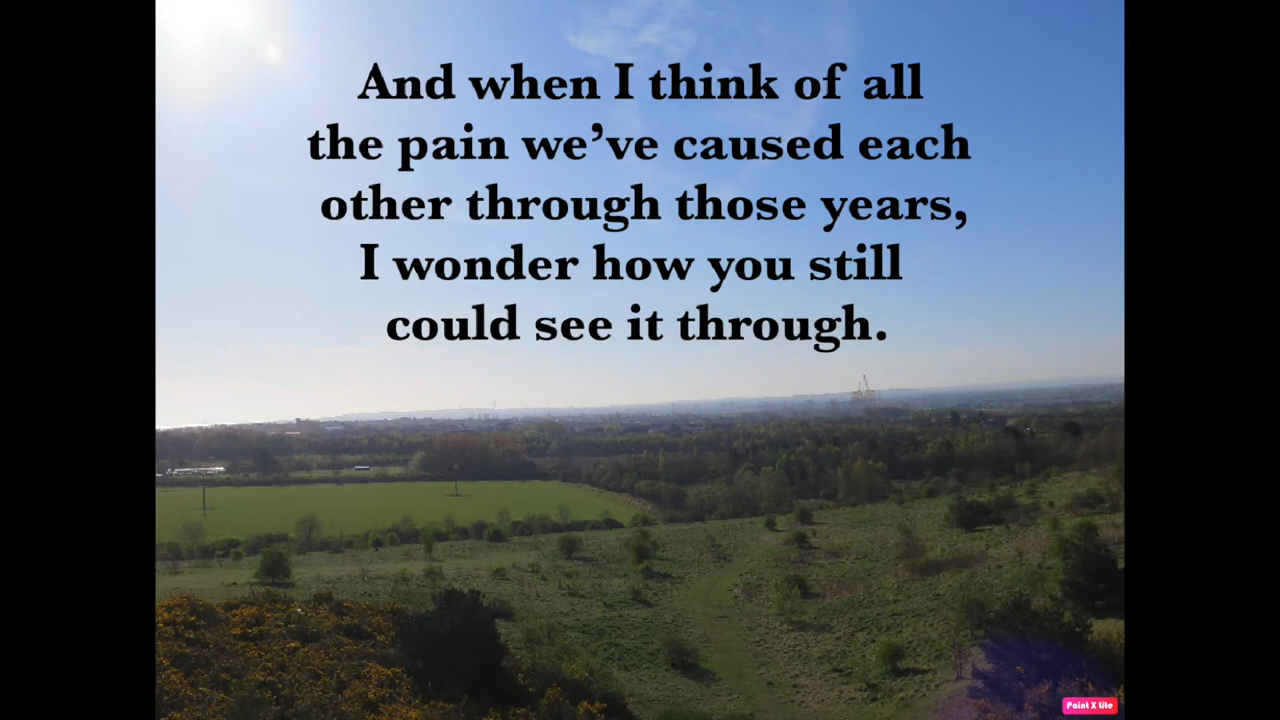 And when I think of all
the pain we’ve caused each
other through those years,
I wonder how you still
could see it through.
Paint X Lite